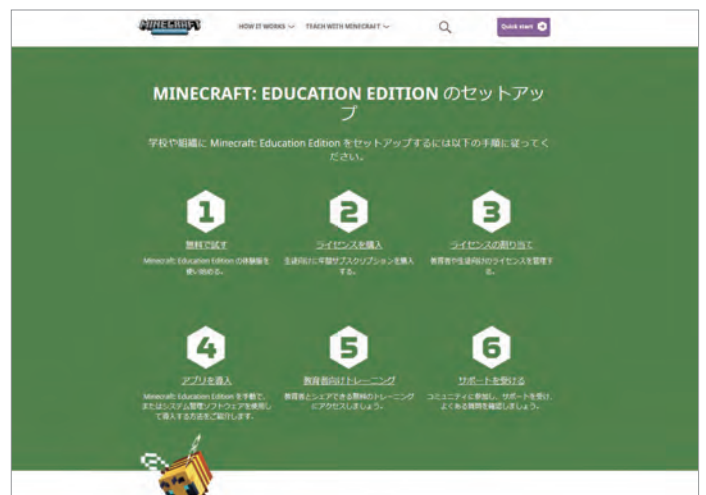 MINECRAFT
HOW IT WORKS
TEACH WITH MINECRAFT
Quick start
MINECRAFT: EDUCATION EDITION のセットアッ
プ
学校や組織に Minecraft: Education Edition をセットアップするには以下の手順に従ってく
ださい。
1
無料で試す
Minecraft: Education Edition の体験版を
使い始める。
2
ライセンスを購入
生徒向けに年間サブスクリプションを購入
する。
3
ライセンスの割り当て
教育者や生徒向けのライセンスを管理す
る。
4
アプリを導入
Minecraft: Education Edition を手動で、
またはシステム管理ソフトウェアを使用し
て導入する方法をご紹介します。
5
教育者向けトレーニング
教育者とシェアできる無料のトレーニング
にアクセスしましょう。
6
サポートを受ける
コミュニティに参加し、サポートを受け、
よくある質問を確認しましょう。